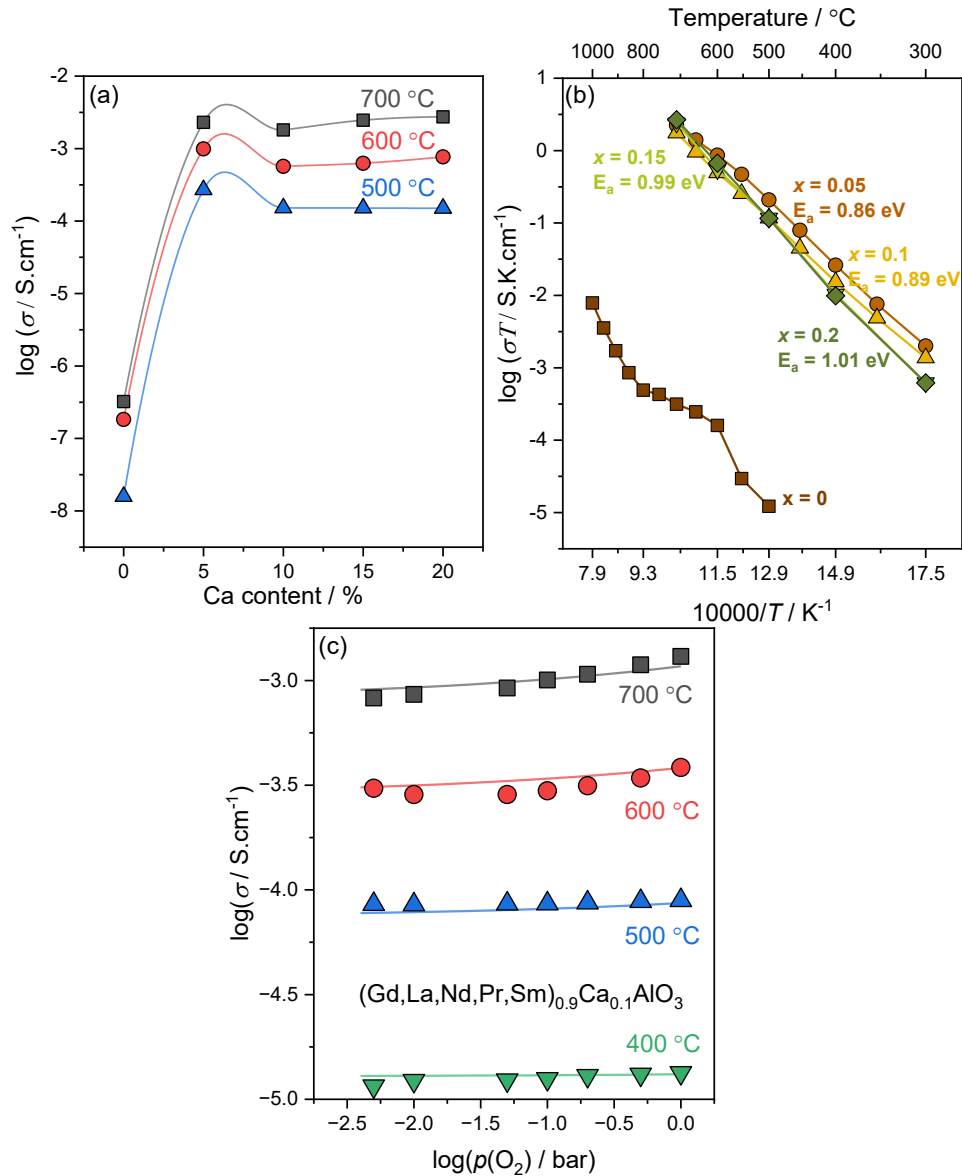 (a)
700 °C
600 °C
500 °C
log (σ / S.cm⁻¹)
-2
-3
-4
-5
-6
-7
-8
0 5 10 15 20
Ca content / %
Temperature / °C
1000 800 600 500 400 300
(b)
log (σT / S.K.cm⁻¹)
1
0
-1
-2
-3
-4
-5
x = 0.15
Eₐ = 0.99 eV
x = 0.05
Eₐ = 0.86 eV
x = 0.1
Eₐ = 0.89 eV
x = 0.2
Eₐ = 1.01 eV
x = 0
7.9 9.3 11.5 12.9 14.9 17.5
10000/T / K⁻¹
(c)
log(σ / S.cm⁻¹)
−3.0
−3.5
−4.0
−4.5
−5.0
700 °C
600 °C
500 °C
(Gd,La,Nd,Pr,Sm)₀.₉Ca₀.₁AlO₃
400 °C
−2.5 −2.0 −1.5 −1.0 −0.5 0.0
log(p(O₂) / bar)